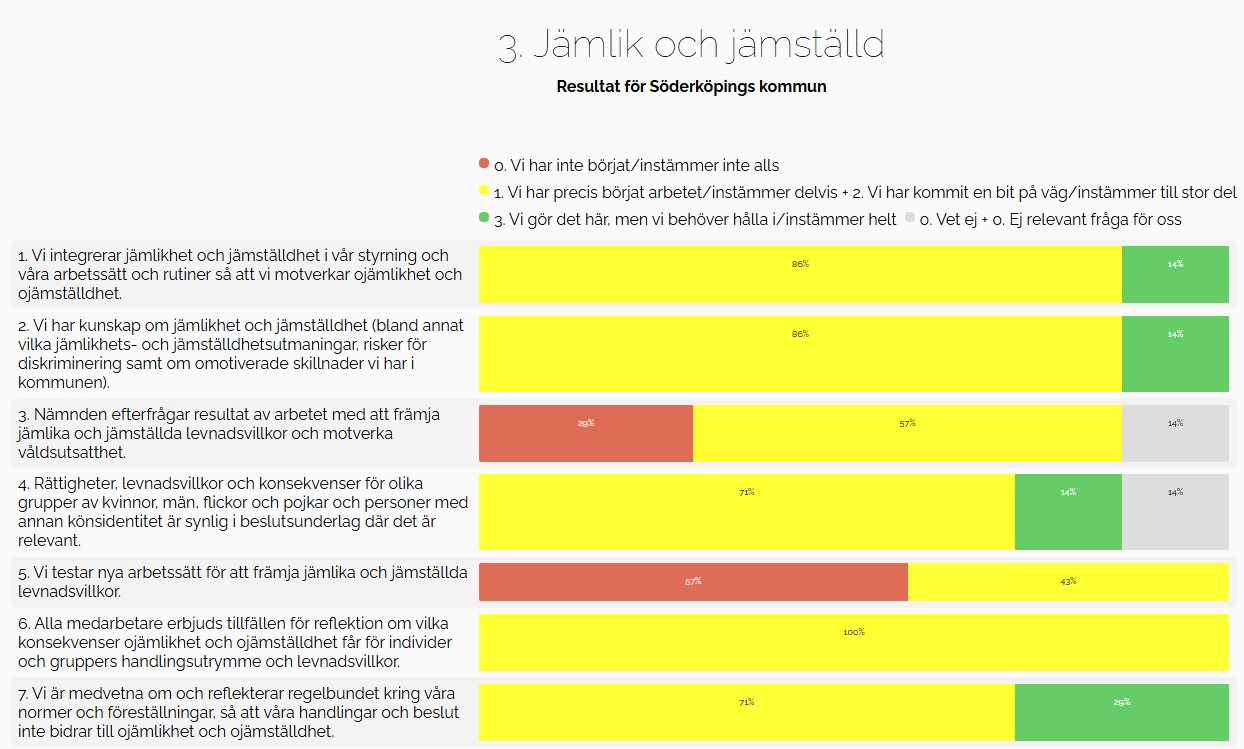 3. Jämlik och jämställd
Resultat för Söderköpings kommun
0. Vi har inte börjat/instämmer inte alls
1. Vi har precis börjat arbetet/instämmer delvis + 2. Vi har kommit en bit på väg/instämmer till stor del
3. Vi gör det här, men vi behöver hålla i/instämmer helt 0. Vet ej + 0. Ej relevant fråga för oss
1. Vi integrerar jämlikhet och jämställdhet i vår styrning och
våra arbetssätt och rutiner så att vi motverkar ojämlikhet och
ojämställdhet.
86% 14%
2. Vi har kunskap om jämlikhet och jämställdhet (bland annat
vilka jämlikhets- och jämställdhetsutmaningar, risker för
diskriminering samt om omotiverade skillnader vi har i
kommunen).
86% 14%
3. Nämnden efterfrågar resultat av arbetet med att främja
jämlika och jämställda levnadsvillkor och motverka
våldsutsatthet.
29% 57% 14%
4. Rättigheter, levnadsvillkor och konsekvenser för olika
grupper av kvinnor, män, flickor och pojkar och personer med
annan könsidentitet är synlig i beslutsunderlag där det är
relevant.
71% 14% 14%
5. Vi testar nya arbetssätt för att främja jämlika och jämställda
levnadsvillkor.
57% 43%
6. Alla medarbetare erbjuds tillfällen för reflektion om vilka
konsekvenser ojämlikhet och ojämställdhet får för individer
och gruppers handlingsutrymme och levnadsvillkor.
100%
7. Vi är medvetna om och reflekterar regelbundet kring våra
normer och föreställningar, så att våra handlingar och beslut
inte bidrar till ojämlikhet och ojämställdhet.
71% 29%